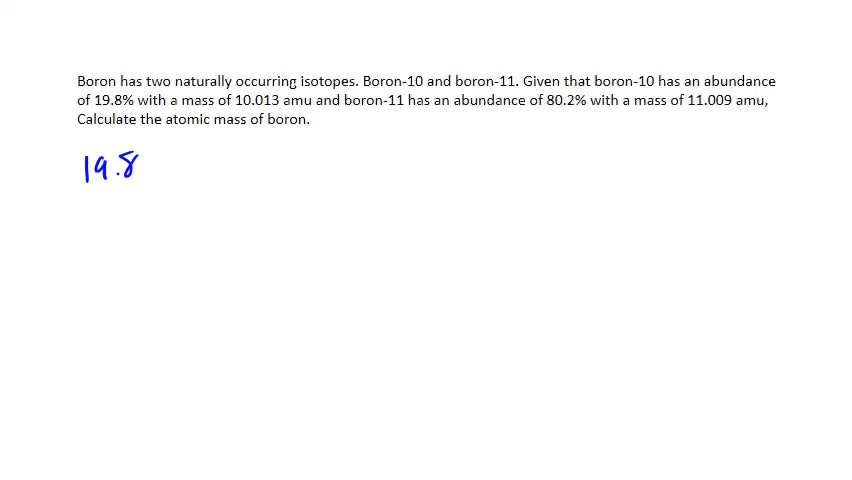 Boron has two naturally occurring isotopes. Boron-10 and boron-11. Given that boron-10 has an abundance
of 19.8% with a mass of 10.013 amu and boron-11 has an abundance of 80.2% with a mass of 11.009 amu,
Calculate the atomic mass of boron.
19.8